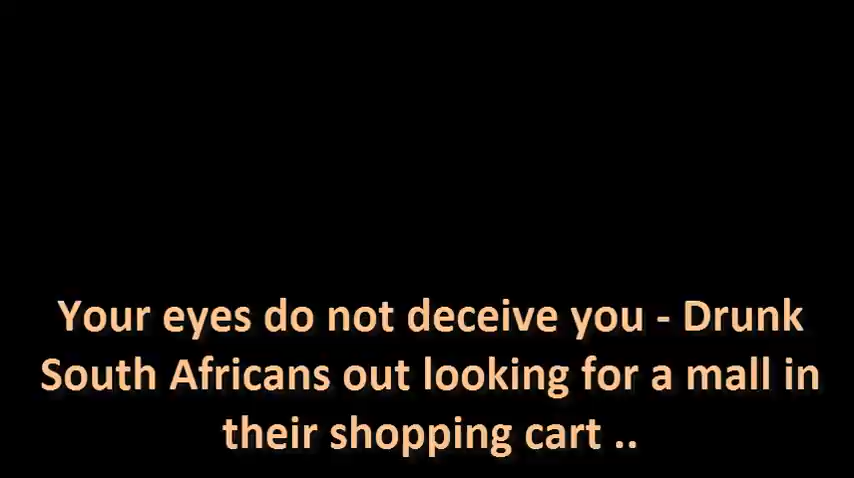 Your eyes do not deceive you - Drunk
South Africans out looking for a mall in
their shopping cart ..